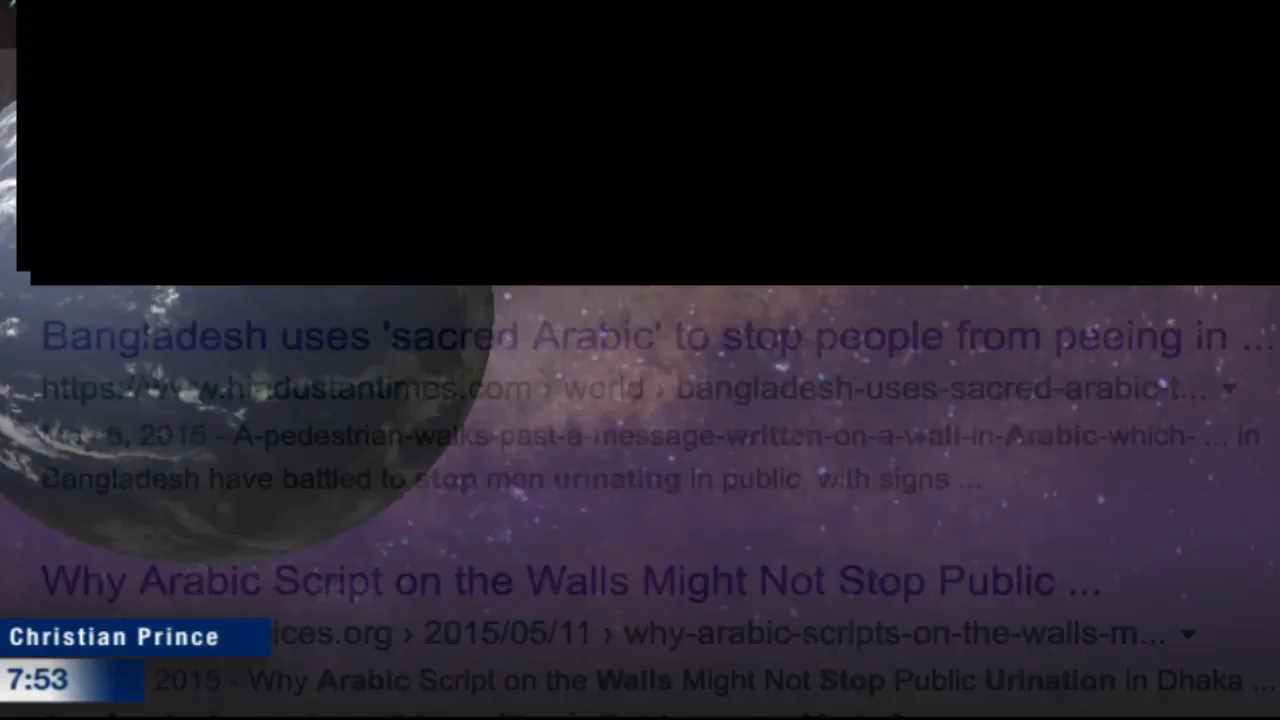 Bangladesh uses 'sacred Arabic' to stop people from peeing in ...
https://www.hindustantimes.com › world › bangladesh-uses-sacred-arabic-t...
May 6, 2015 - A-pedestrian-walks-past-a-message-written-on-a-wall-in-Arabic-which- ... in
Bangladesh have battled to stop men urinating in public, with signs ...
Why Arabic Script on the Walls Might Not Stop Public ...
Christian Prince
ices.org › 2015/05/11 › why-arabic-scripts-on-the-walls-m...
7:53
2015 - Why Arabic Script on the Walls Might Not Stop Public Urination in Dhaka ...